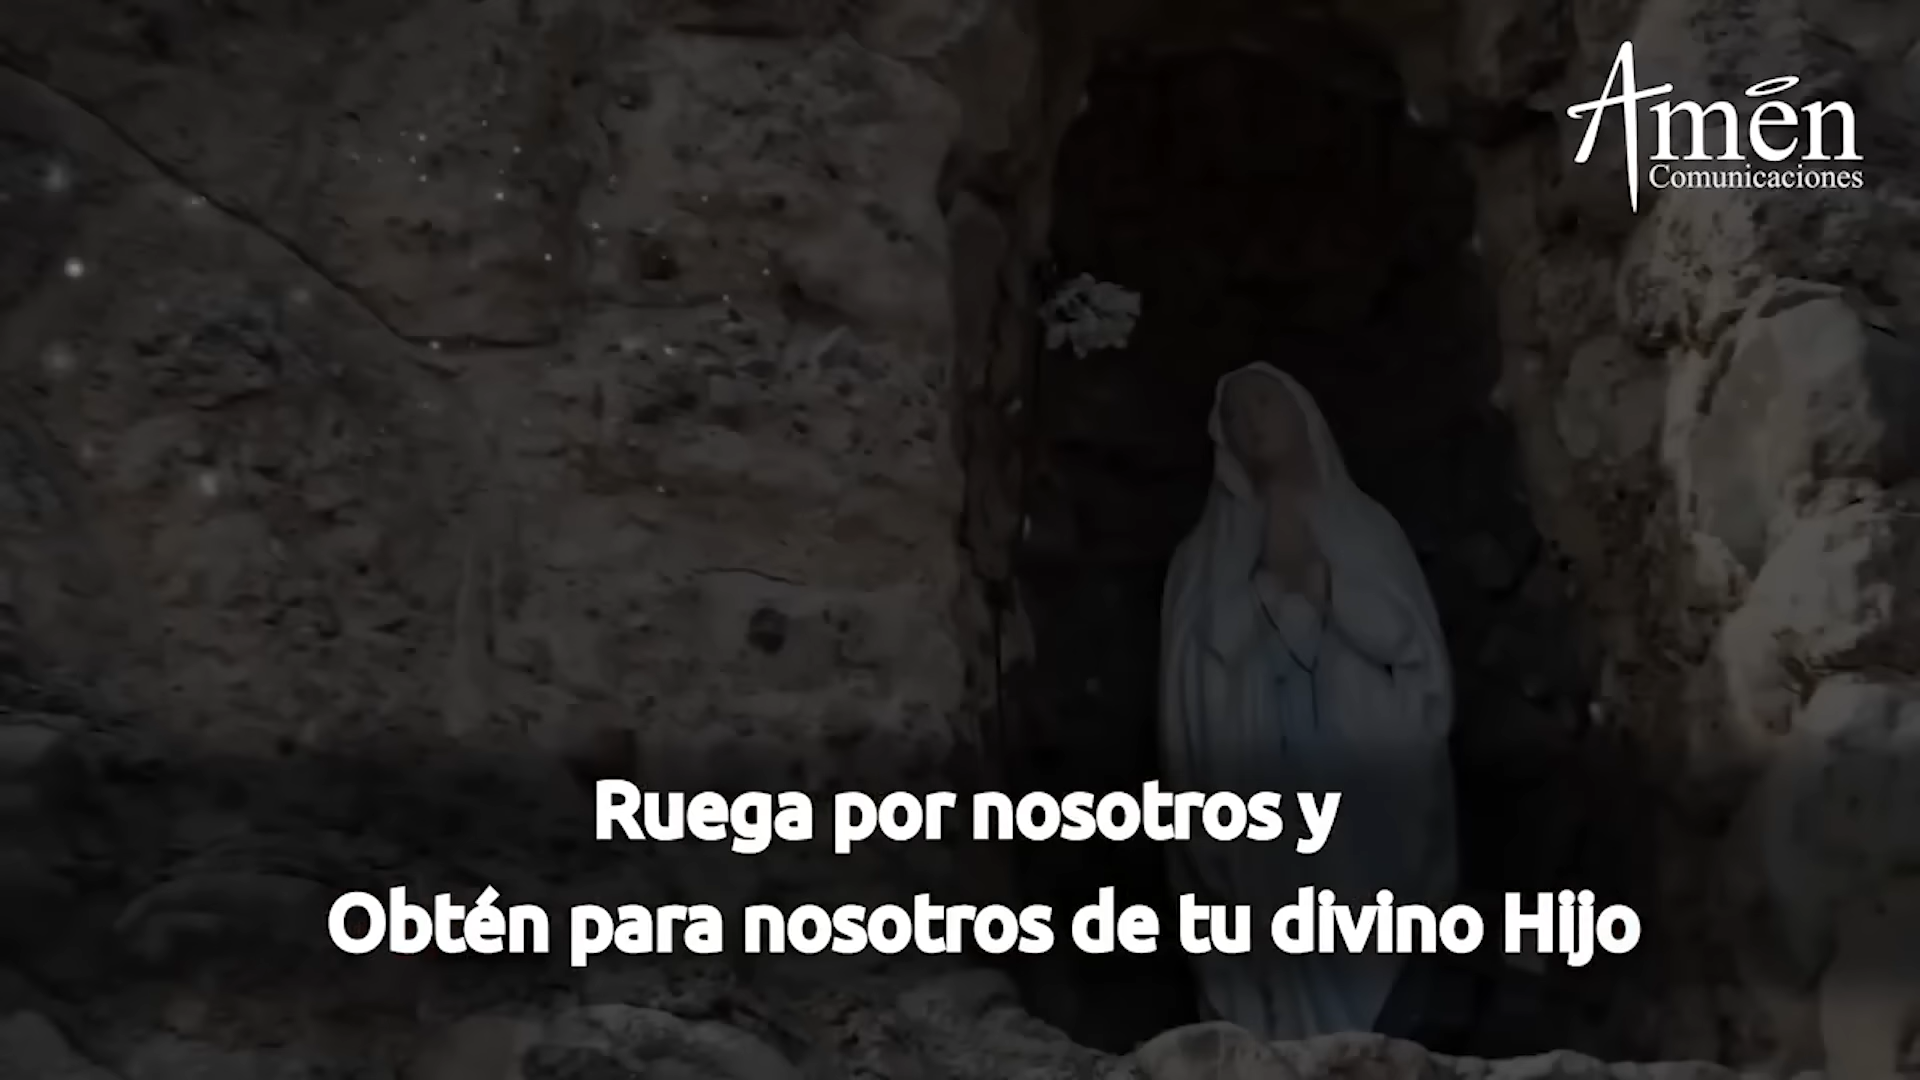 Amén
Comunicaciones
Ruega por nosotros y
Obtén para nosotros de tu divino Hijo